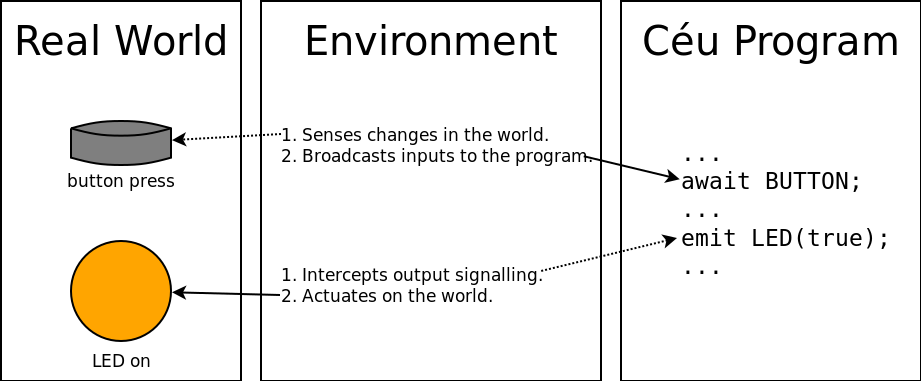 Real World
button press
LED on
Environment
1. Senses changes in the world.
2. Broadcasts inputs to the program.
1. Intercepts output signalling.
2. Actuates on the world.
Céu Program
...
await BUTTON;
...
emit LED(true);
...